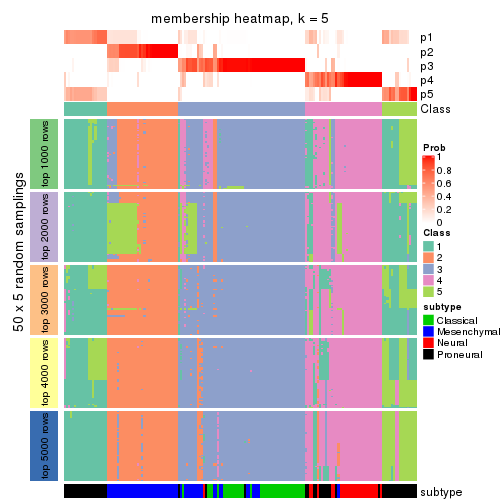 membership heatmap, k = 5
p1
p2
p3
p4
p5
Class
50 x 5 random samplings
top 1000 rows
top 2000 rows
top 3000 rows
top 4000 rows
top 5000 rows
subtype
Prob
1
0.8
0.6
0.4
0.2
0
Class
1
2
3
4
5
subtype
Classical
Mesenchymal
Neural
Proneural